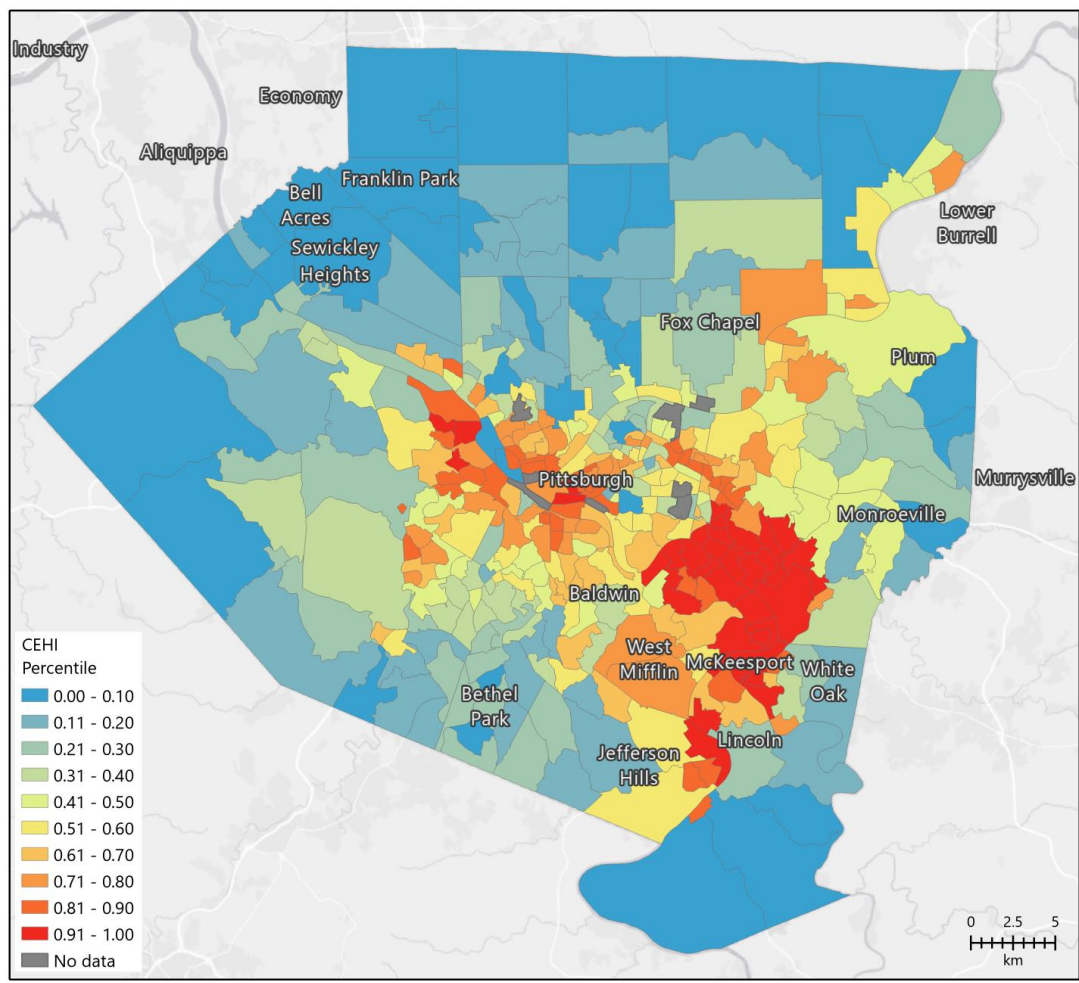 Industry
Economy
Aliquippa
Franklin Park
Bell
Acres
Sewickley
Heights
Lower
Burrell
Fox Chapel
Plum
Pittsburgh
Murrysville
Monroeville
Baldwin
West
Mifflin
McKeesport
White
Oak
Bethel
Park
Jefferson
Hills
Lincoln
CEHI
Percentile
0.00 - 0.10
0.11 - 0.20
0.21 - 0.30
0.31 - 0.40
0.41 - 0.50
0.51 - 0.60
0.61 - 0.70
0.71 - 0.80
0.81 - 0.90
0.91 - 1.00
No data
0 2.5 5
km